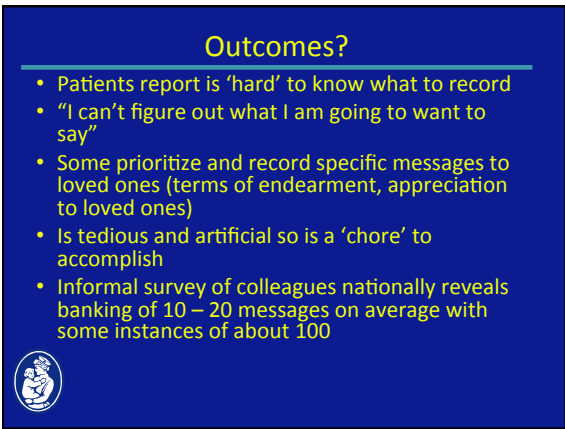 Outcomes?
• Patients report is ‘hard’ to know what to record
• “I can’t figure out what I am going to want to
say”
• Some prioritize and record specific messages to
loved ones (terms of endearment, appreciation
to loved ones)
• Is tedious and artificial so is a ‘chore’ to
accomplish
• Informal survey of colleagues nationally reveals
banking of 10 – 20 messages on average with
some instances of about 100